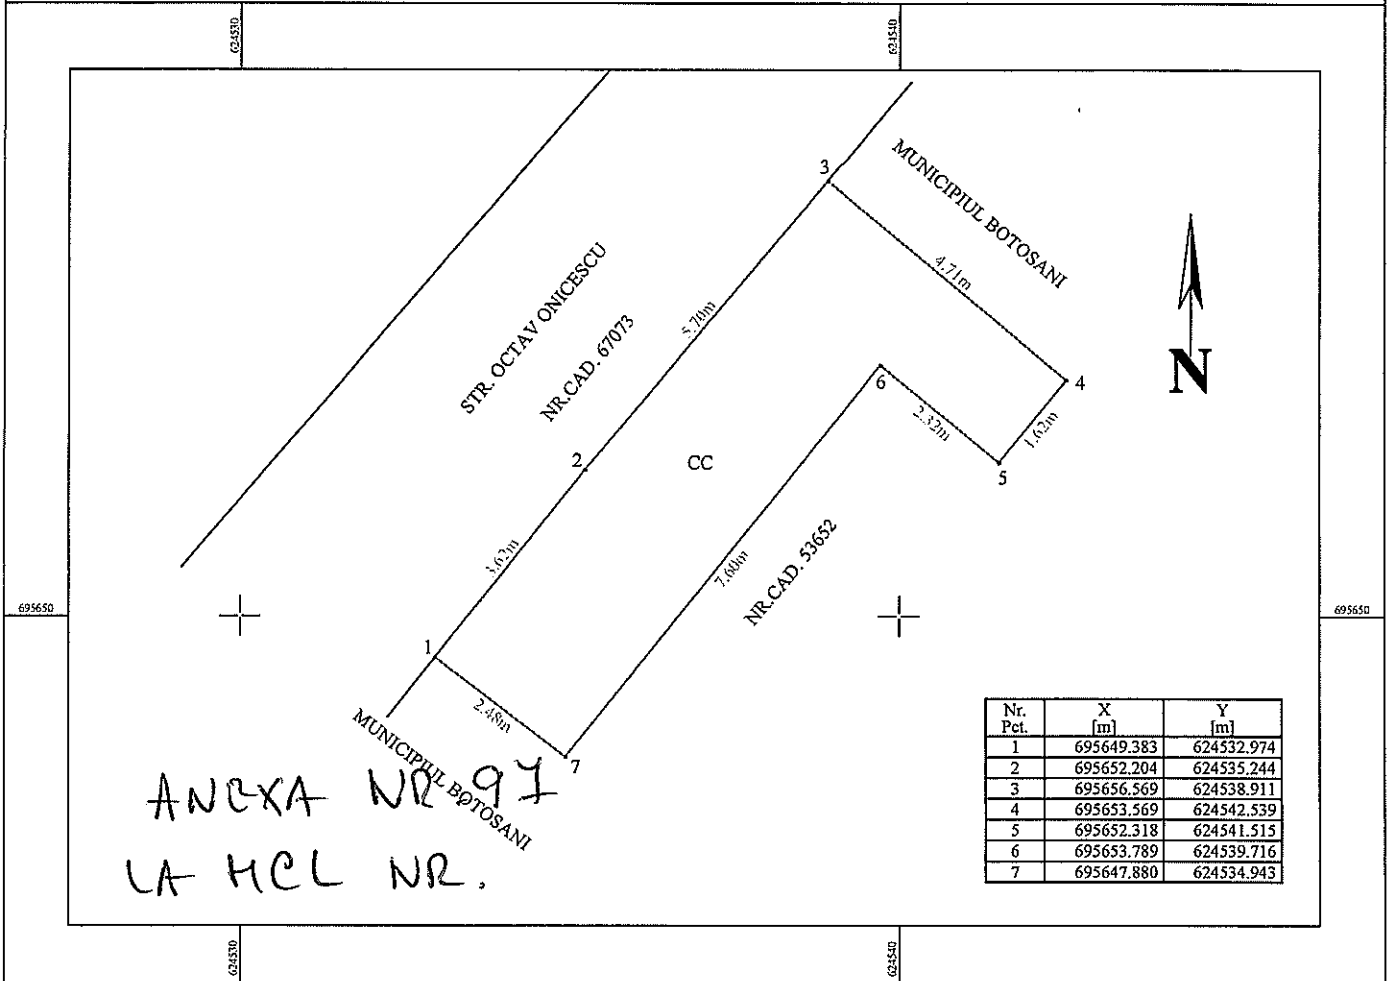 624530
624540
3
MUNICIPIUL BOTOSANI
4.71m
STR. OCTAV ONICESCU
5.70m
NR.CAD. 67073
6
4
N
2.32m
1.62m
2
CC
5
3.62m
7.60m
NR.CAD. 53652
695650
695650
1
2.48m
MUNICIPIUL BOTOSANI
7
ANEXA NR 97
LA HCL NR.
Nr. Pct. X [m] Y [m]
1 695649.383 624532.974
2 695652.204 624535.244
3 695656.569 624538.911
4 695653.569 624542.539
5 695652.318 624541.515
6 695653.789 624539.716
7 695647.880 624534.943
624530
624540